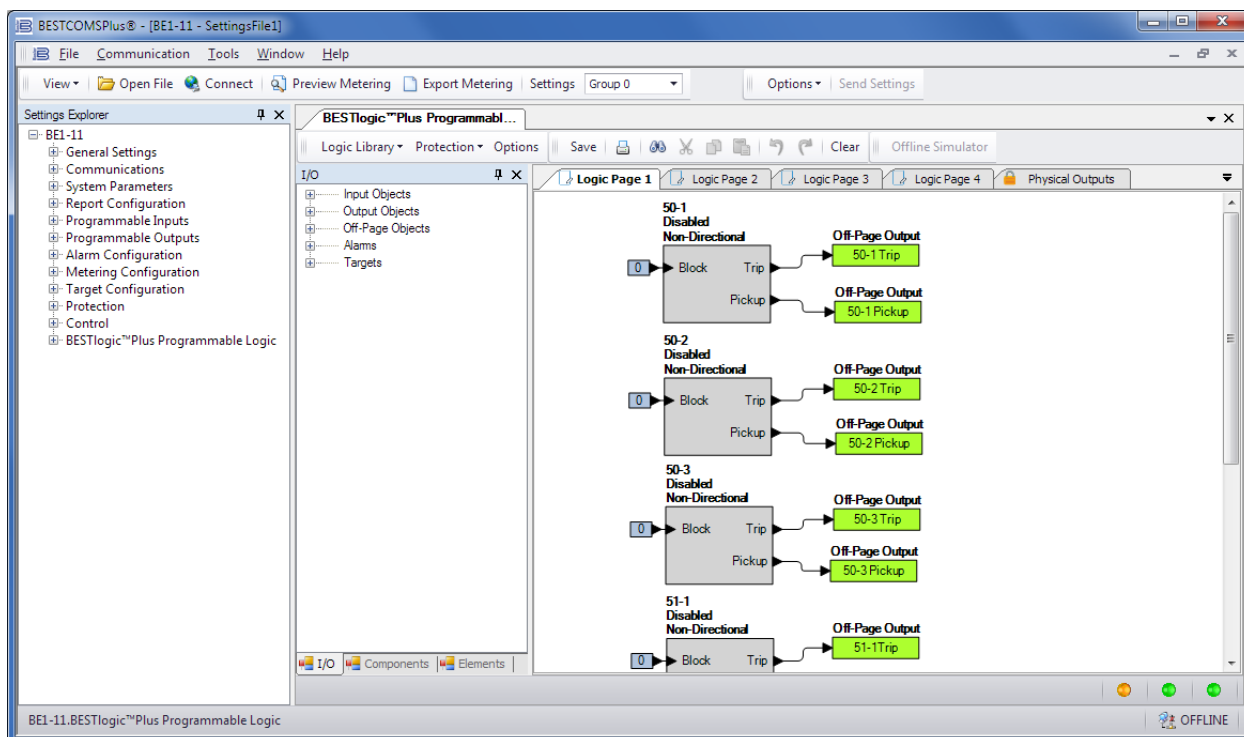 BESTCOMSPlus® - [BE1-11 - SettingsFile1]
File Communication Tools Window Help
View Open File Connect Preview Metering Export Metering Settings Group 0 Options Send Settings
Settings Explorer
BE1-11
General Settings
Communications
System Parameters
Report Configuration
Programmable Inputs
Programmable Outputs
Alarm Configuration
Metering Configuration
Target Configuration
Protection
Control
BESTlogic™Plus Programmable Logic
BESTlogic™Plus Programmabl...
Logic Library Protection Options Save Clear Offline Simulator
I/O
Input Objects
Output Objects
Off-Page Objects
Alarms
Targets
I/O Components Elements
Logic Page 1 Logic Page 2 Logic Page 3 Logic Page 4 Physical Outputs
50-1
Disabled
Non-Directional
0 Block Trip
Pickup
Off-Page Output
50-1 Trip
Off-Page Output
50-1 Pickup
50-2
Disabled
Non-Directional
0 Block Trip
Pickup
Off-Page Output
50-2 Trip
Off-Page Output
50-2 Pickup
50-3
Disabled
Non-Directional
0 Block Trip
Pickup
Off-Page Output
50-3 Trip
Off-Page Output
50-3 Pickup
51-1
Disabled
Non-Directional
0 Block Trip
Off-Page Output
51-1Trip
BE1-11.BESTlogic™Plus Programmable Logic
OFFLINE